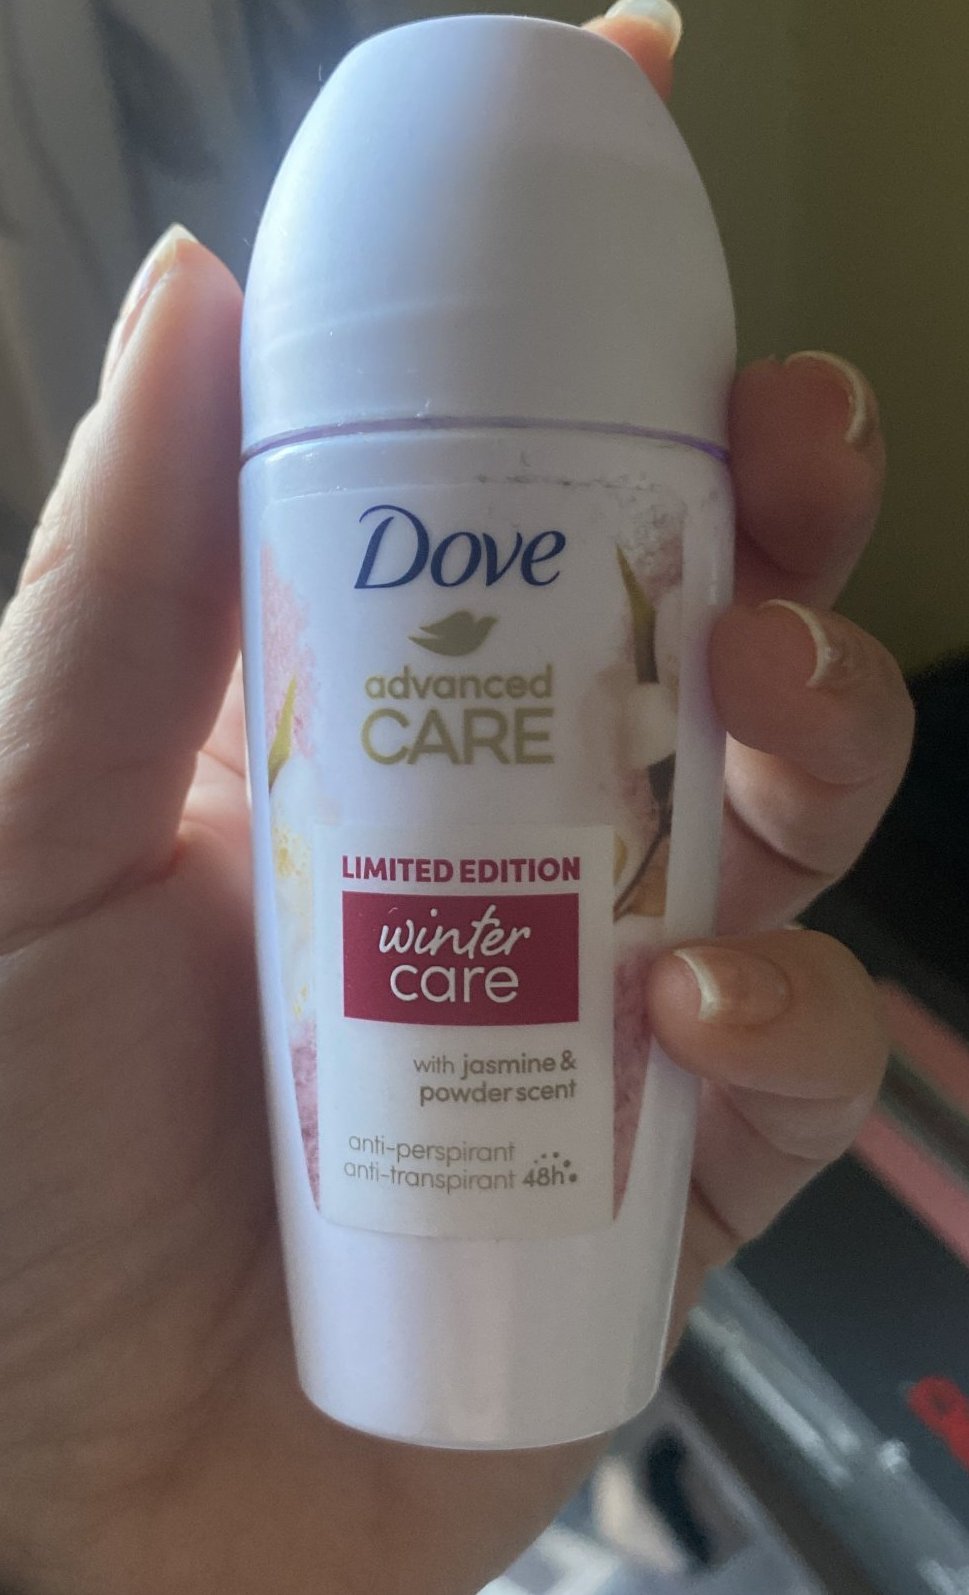 Dove
advanced
CARE
LIMITED EDITION
winter
care
with jasmine &
powder scent
anti-perspirant
anti-transpirant 48h